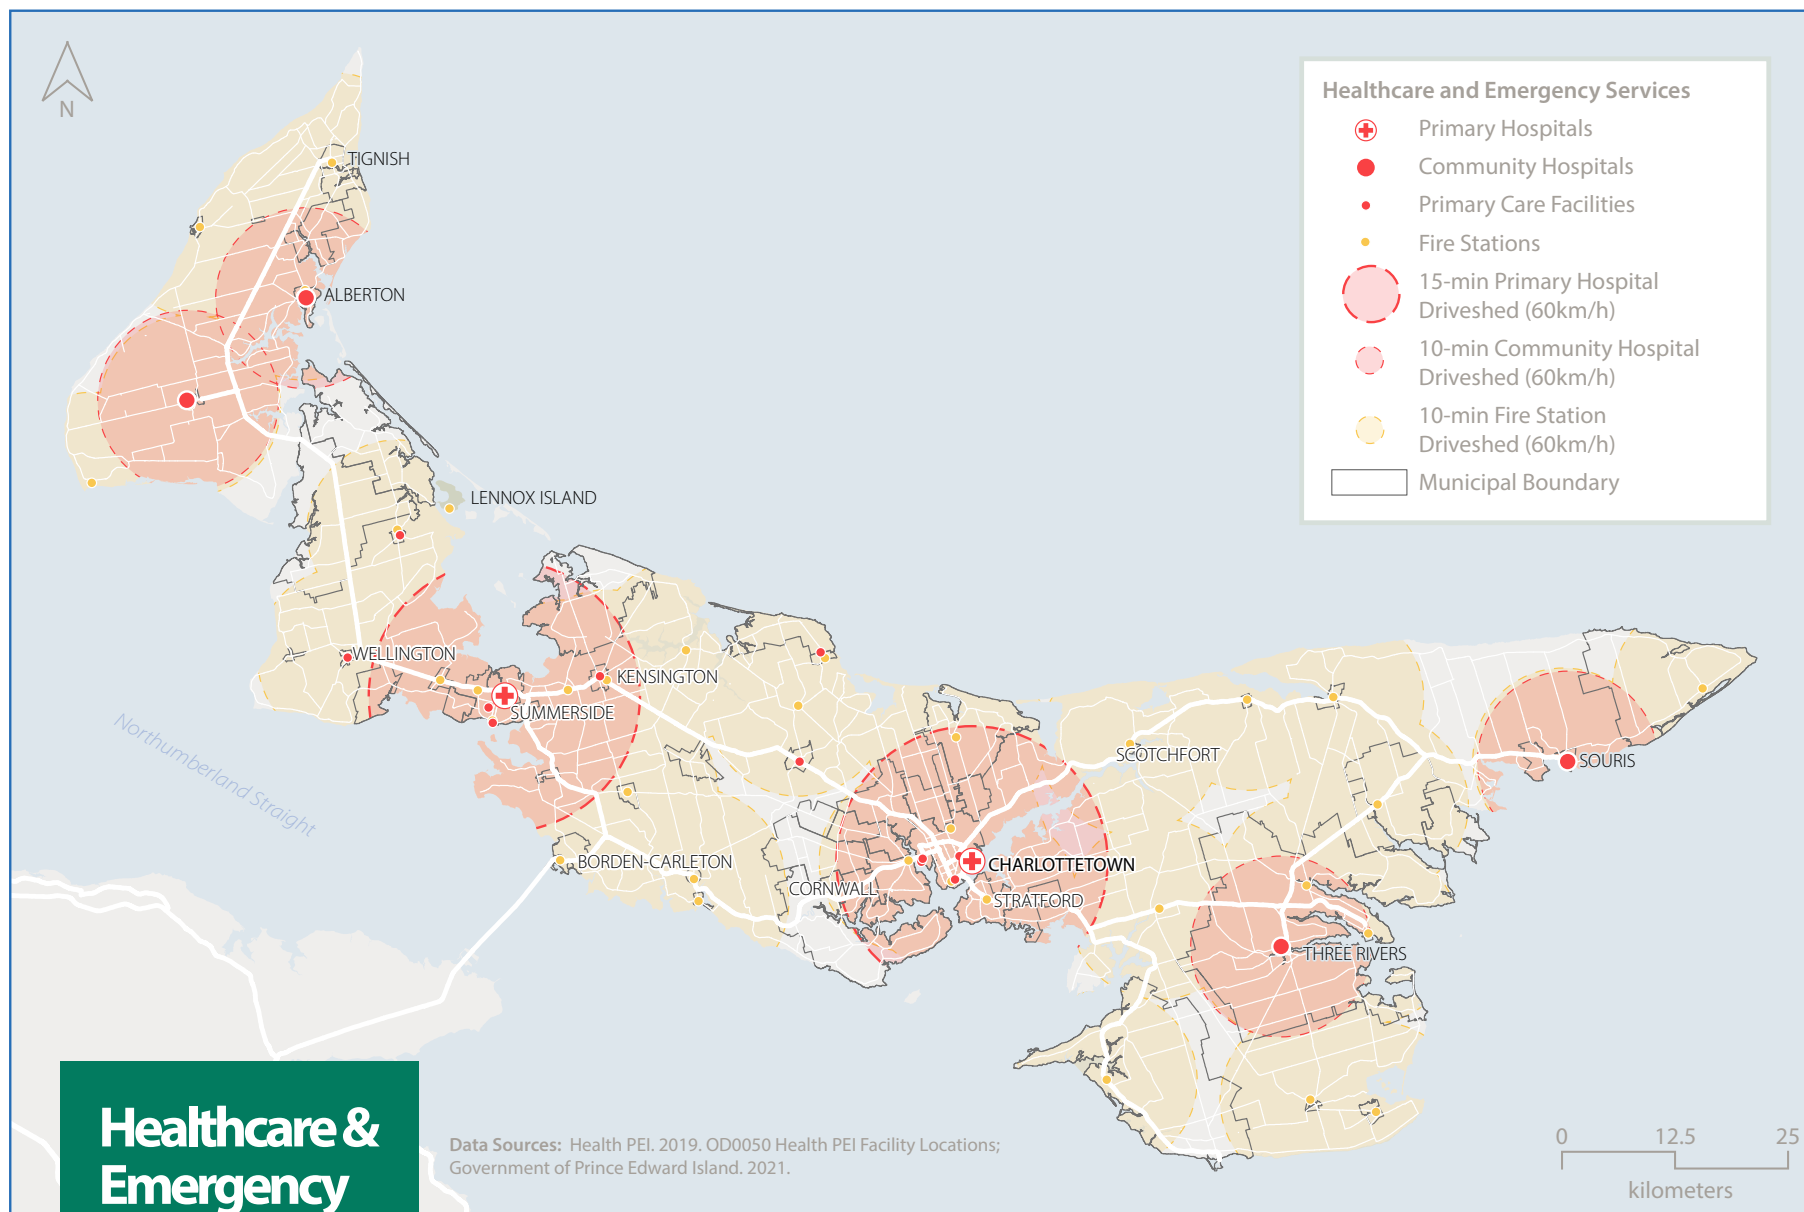 N
Healthcare and Emergency Services
Primary Hospitals
Community Hospitals
Primary Care Facilities
Fire Stations
15-min Primary Hospital
Driveshed (60km/h)
10-min Community Hospital
Driveshed (60km/h)
10-min Fire Station
Driveshed (60km/h)
Municipal Boundary
TIGNISH
ALBERTON
LENNOX ISLAND
WELLINGTON
KENSINGTON
SUMMERSIDE
Northumberland Straight
SCOTCHFORT
SOURIS
BORDEN-CARLETON
CHARLOTTETOWN
CORNWALL
STRATFORD
THREE RIVERS
Healthcare &
Emergency
Data Sources: Health PEI. 2019. OD0050 Health PEI Facility Locations;
Government of Prince Edward Island. 2021.
0 12.5 25
kilometers